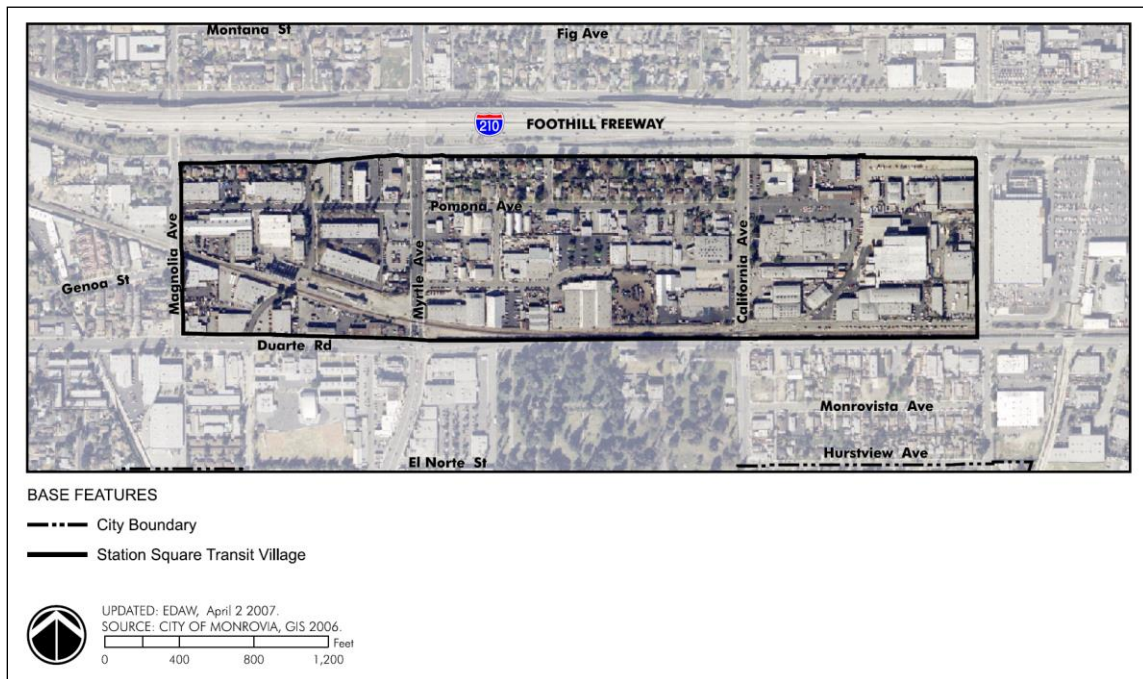 Montana St
Fig Ave
210
FOOTHILL FREEWAY
Pomona Ave
Magnolia Ave
Myrtle Ave
California Ave
Genoa St
Duarte Rd
Monrovista Ave
El Norte St
Hurstview Ave
BASE FEATURES
City Boundary
Station Square Transit Village
UPDATED: EDAW, April 2 2007.
SOURCE: CITY OF MONROVIA, GIS 2006.
Feet
0 400 800 1,200